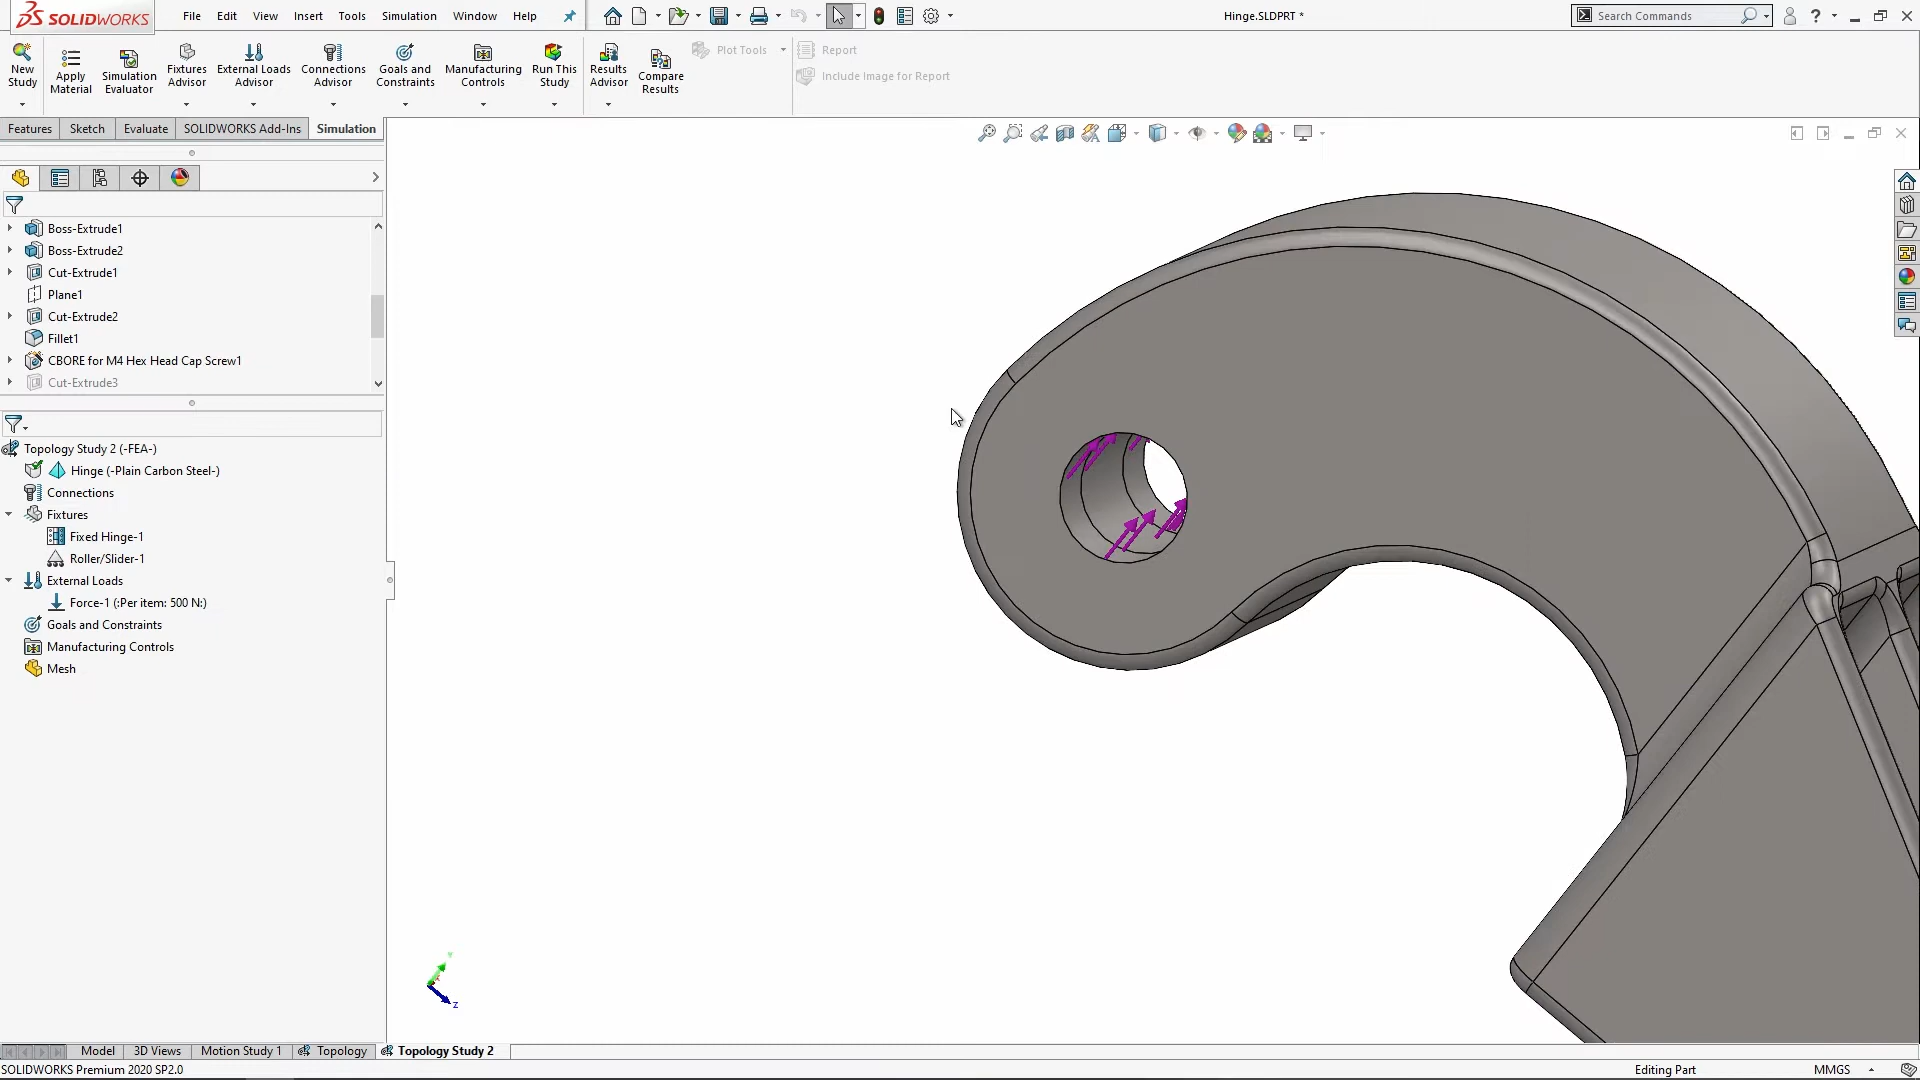 SOLIDWORKS
File Edit View Insert Tools Simulation Window Help
Hinge.SLDPRT *
Search Commands
New Study
Apply Material
Simulation Evaluator
Fixtures Advisor
External Loads Advisor
Connections Advisor
Goals and Constraints
Manufacturing Controls
Run This Study
Results Advisor
Compare Results
Plot Tools
Report
Include Image for Report
Features Sketch Evaluate SOLIDWORKS Add-Ins Simulation
Boss-Extrude1
Boss-Extrude2
Cut-Extrude1
Plane1
Cut-Extrude2
Fillet1
CBORE for M4 Hex Head Cap Screw1
Cut-Extrude3
Topology Study 2 (-FEA-)
Hinge (-Plain Carbon Steel-)
Connections
Fixtures
Fixed Hinge-1
Roller/Slider-1
External Loads
Force-1 (:Per item: 500 N:)
Goals and Constraints
Manufacturing Controls
Mesh
Y
Z
Model 3D Views Motion Study 1 Topology Topology Study 2
SOLIDWORKS Premium 2020 SP2.0
Editing Part
MMGS